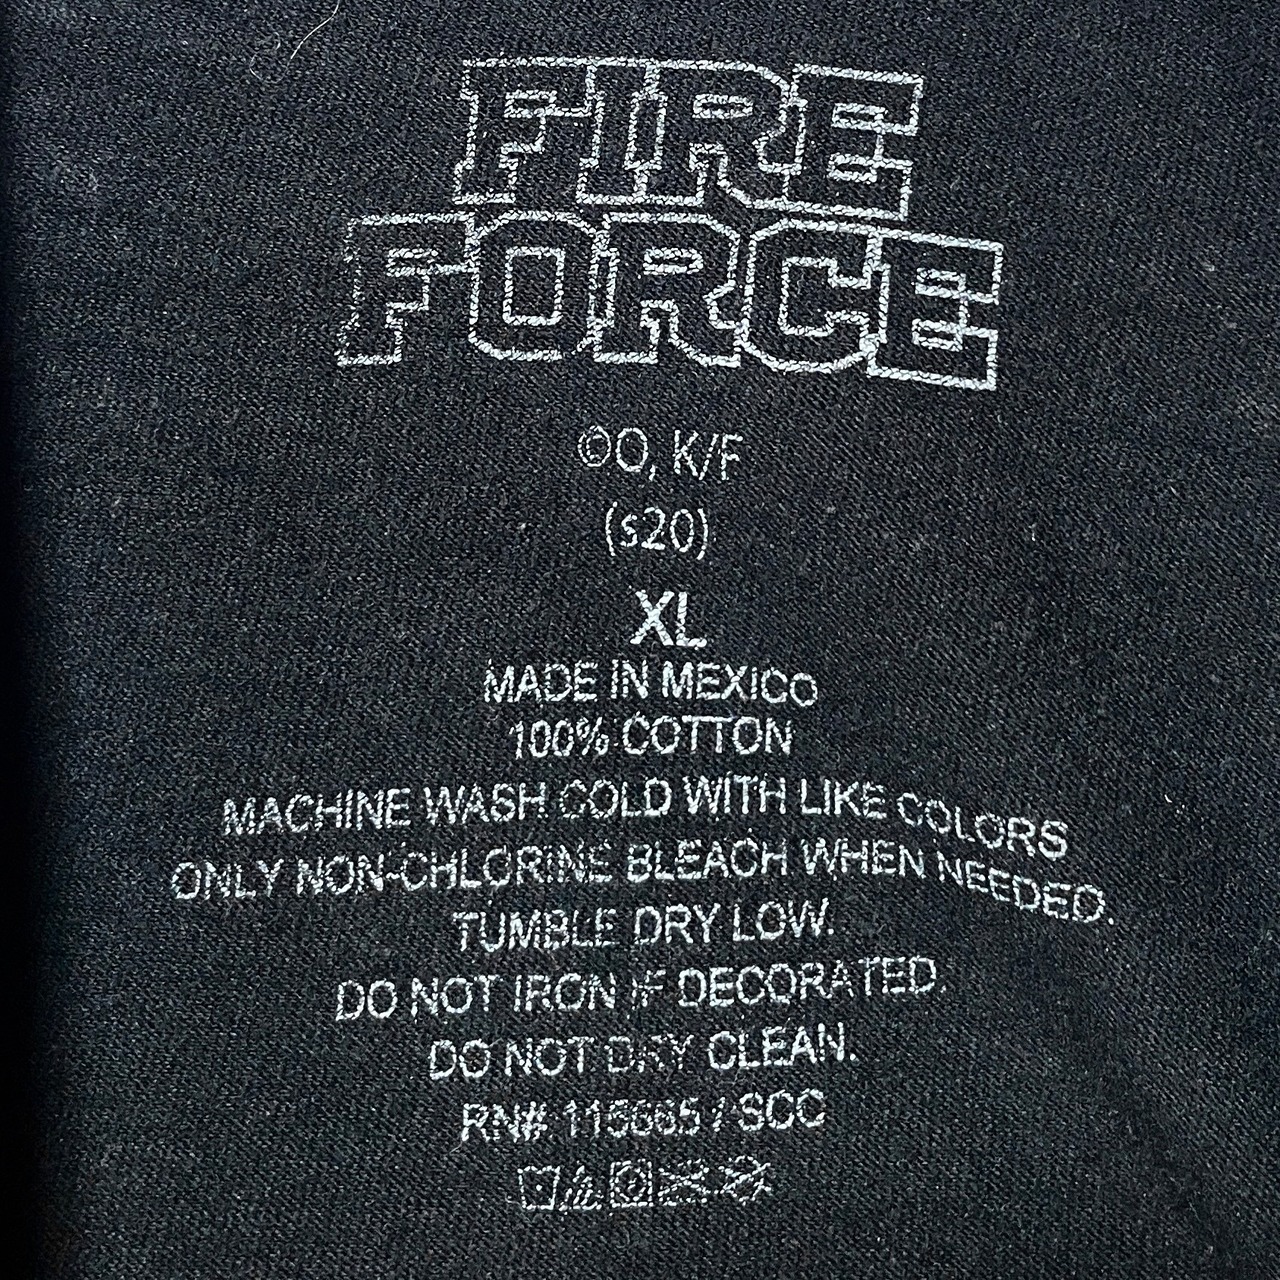 FIRE
FORCE
©O, K/F
(s20)
XL
MADE IN MEXICO
100% COTTON
MACHINE WASH COLD WITH LIKE COLORS
ONLY NON-CHLORINE BLEACH WHEN NEEDED.
TUMBLE DRY LOW.
DO NOT IRON IF DECORATED.
DO NOT DRY CLEAN.
RN# 115665 / SCC